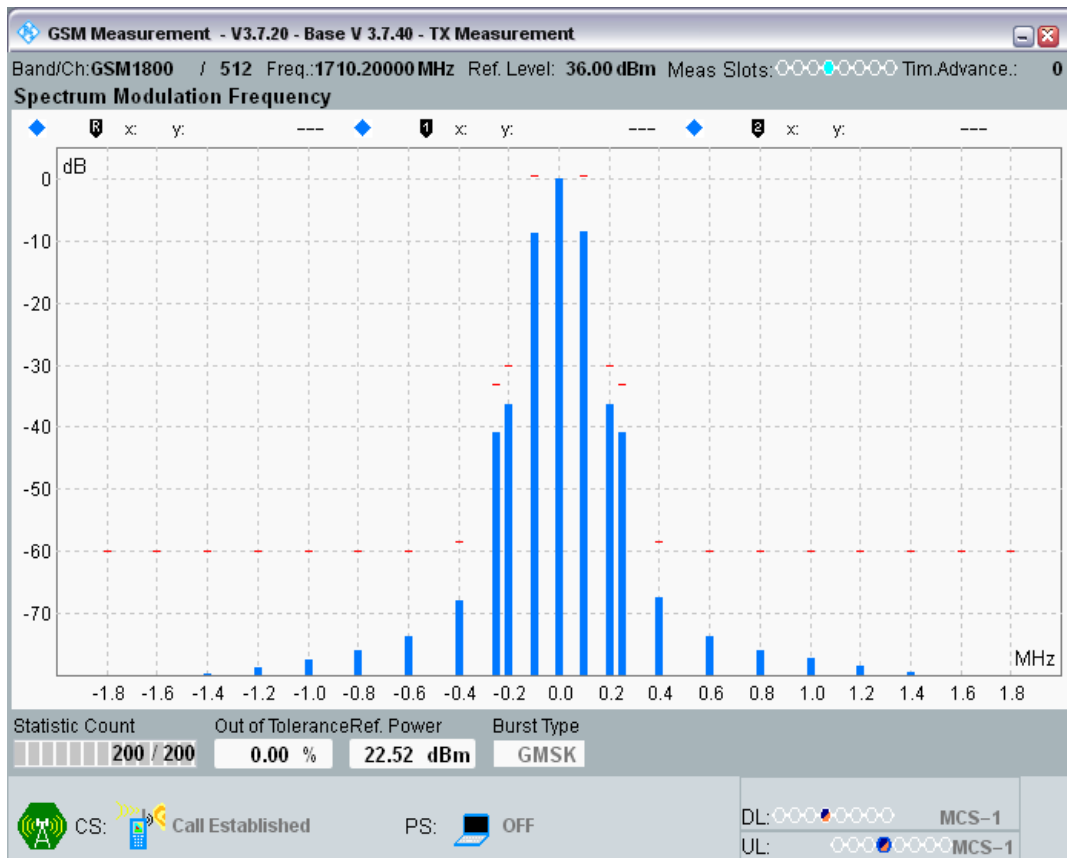 GSM Measurement - V3.7.20 - Base V 3.7.40 - TX Measurement
Band/Ch:GSM1800 / 512 Freq.:1710.20000 MHz Ref. Level: 36.00 dBm Meas Slots: Tim.Advance.: 0
Spectrum Modulation Frequency
R x: y: --- 1 x: y: --- 2 x: y: ---
dB
0
-10
-20
-30
-40
-50
-60
-70
MHz
-1.8 -1.6 -1.4 -1.2 -1.0 -0.8 -0.6 -0.4 -0.2 0.0 0.2 0.4 0.6 0.8 1.0 1.2 1.4 1.6 1.8
Statistic Count Out of Tolerance Ref. Power Burst Type
200 / 200 0.00 % 22.52 dBm GMSK
CS: Call Established PS: OFF
DL: MCS-1
UL: MCS-1